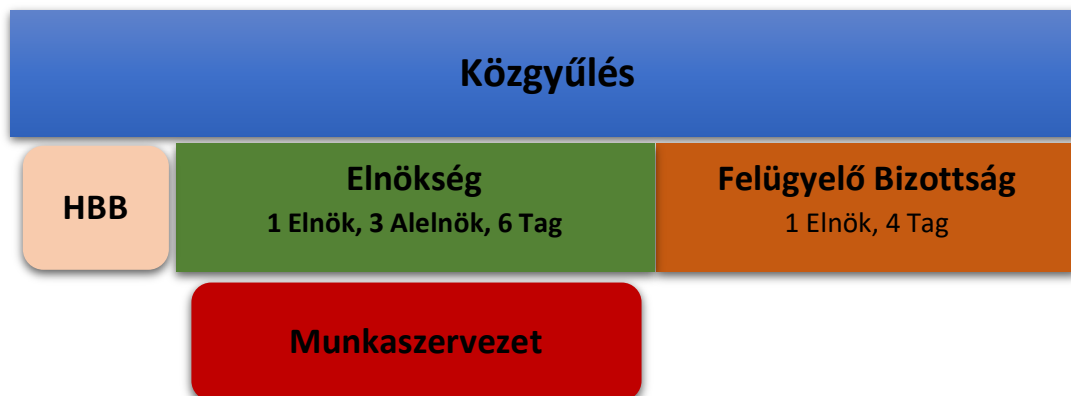 Közgyűlés
HBB
Elnökség
1 Elnök, 3 Alelnök, 6 Tag
Felügyelő Bizottság
1 Elnök, 4 Tag
Munkaszervezet